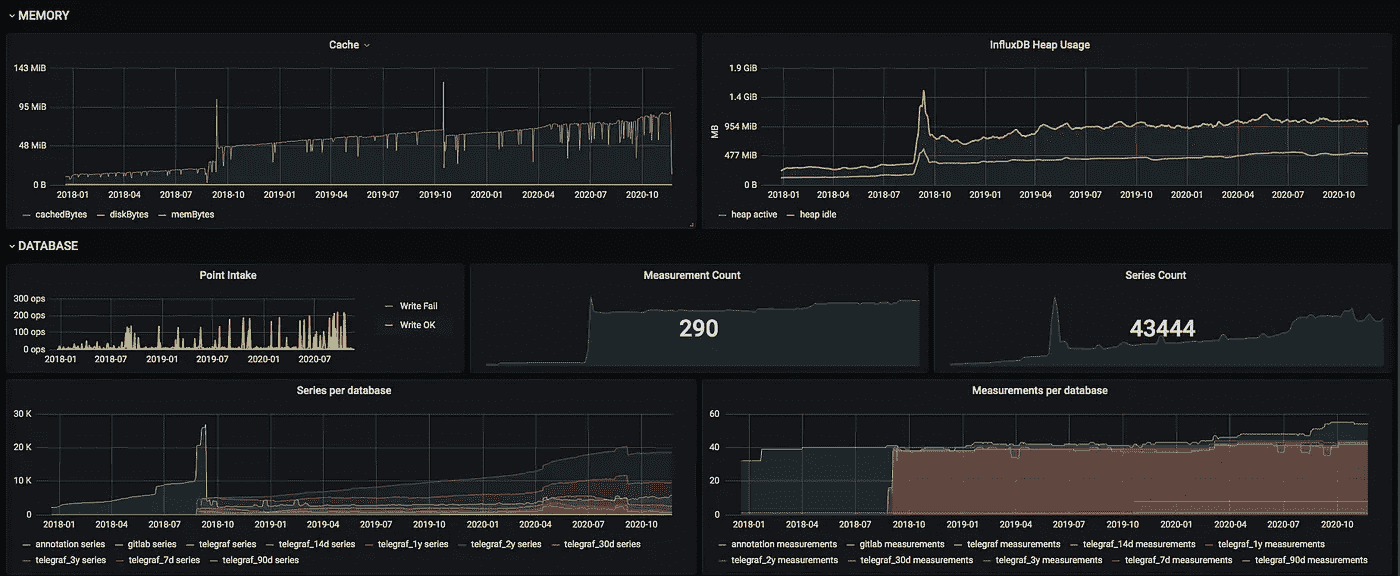 MEMORY
Cache
143 MiB
95 MiB
48 MiB
0 B
2018-01 2018-04 2018-07 2018-10 2019-01 2019-04 2019-07 2019-10 2020-01 2020-04 2020-07 2020-10
cachedBytes diskBytes memBytes
InfluxDB Heap Usage
MB
1.9 GiB
1.4 GiB
954 MiB
477 MiB
0 B
2018-01 2018-04 2018-07 2018-10 2019-01 2019-04 2019-07 2019-10 2020-01 2020-04 2020-07 2020-10
heap active heap idle
DATABASE
Point Intake
300 ops
200 ops
100 ops
0 ops
2018-01 2018-07 2019-01 2019-07 2020-01 2020-07
Write Fail
Write OK
Measurement Count
290
Series Count
43444
Series per database
30 K
20 K
10 K
0
2018-01 2018-04 2018-07 2018-10 2019-01 2019-04 2019-07 2019-10 2020-01 2020-04 2020-07 2020-10
annotation series gitlab series telegraf series telegraf_14d series telegraf_1y series telegraf_2y series telegraf_30d series
telegraf_3y series telegraf_7d series telegraf_90d series
Measurements per database
60
40
20
0
2018-01 2018-04 2018-07 2018-10 2019-01 2019-04 2019-07 2019-10 2020-01 2020-04 2020-07 2020-10
annotation measurements gitlab measurements telegraf measurements telegraf_14d measurements telegraf_1y measurements
telegraf_2y measurements telegraf_30d measurements telegraf_3y measurements telegraf_7d measurements telegraf_90d measurements